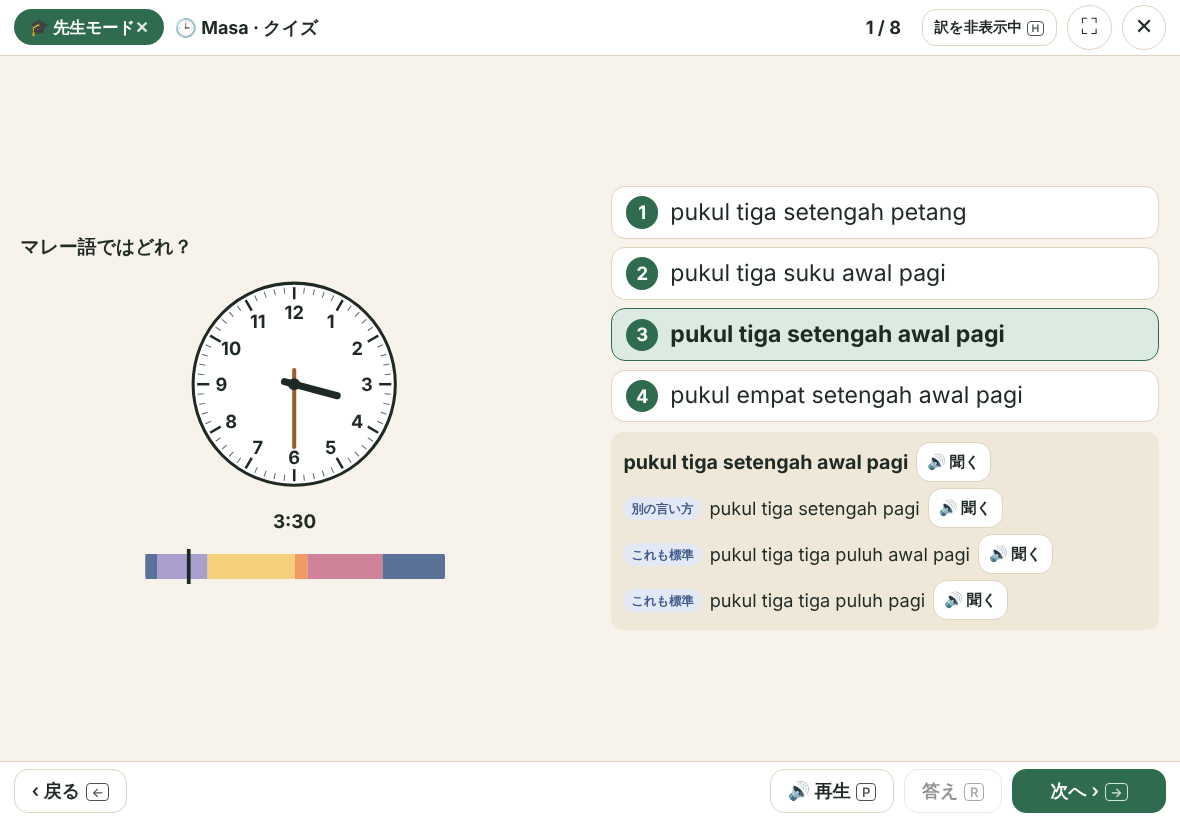 🎓 先生モード✕
🕒 Masa · クイズ
1 / 8
訳を非表示中 H
✕
マレー語ではどれ？
12
1
2
3
4
5
6
7
8
9
10
11
3:30
1 pukul tiga setengah petang
2 pukul tiga suku awal pagi
3 pukul tiga setengah awal pagi
4 pukul empat setengah awal pagi
pukul tiga setengah awal pagi 🔊 聞く
別の言い方 pukul tiga setengah pagi 🔊 聞く
これも標準 pukul tiga tiga puluh awal pagi 🔊 聞く
これも標準 pukul tiga tiga puluh pagi 🔊 聞く
‹ 戻る ←
🔊 再生 P
答え R
次へ › →